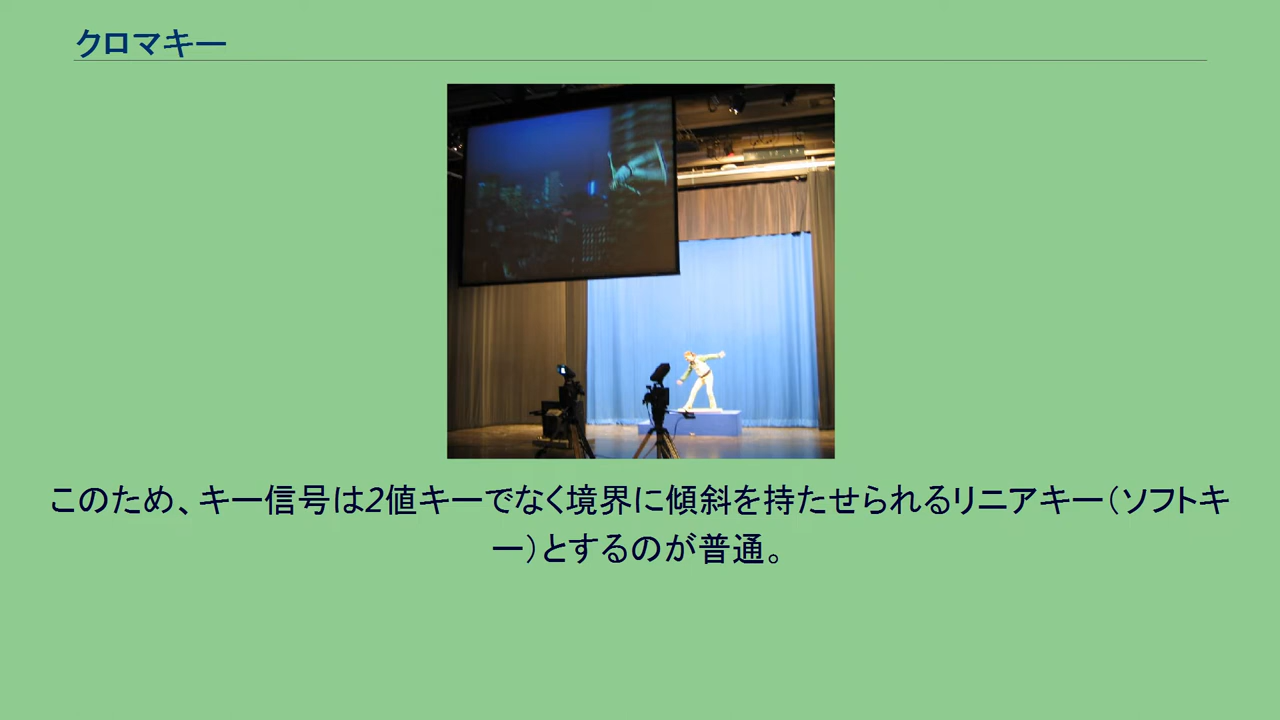 クロマキー
このため、キー信号は2値キーでなく境界に傾斜を持たせられるリニアキー（ソフトキ
ー）とするのが普通。